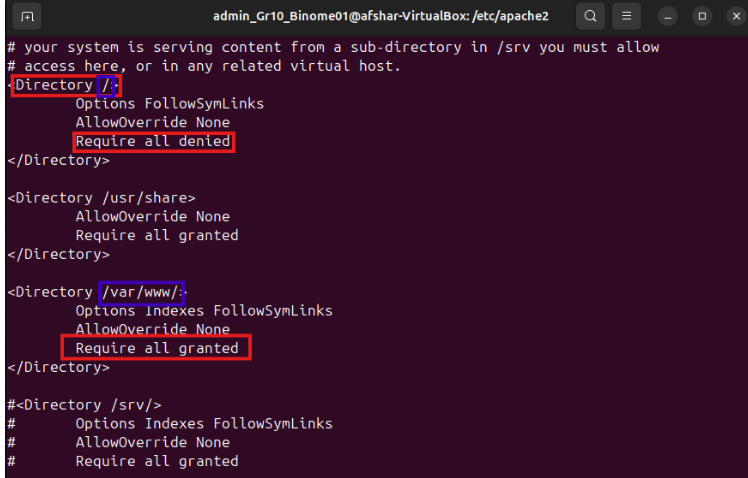 admin_Gr10_Binome01@afshar-VirtualBox: /etc/apache2
# your system is serving content from a sub-directory in /srv you must allow
# access here, or in any related virtual host.
<Directory />
        Options FollowSymLinks
        AllowOverride None
        Require all denied
</Directory>

<Directory /usr/share>
        AllowOverride None
        Require all granted
</Directory>

<Directory /var/www/>
        Options Indexes FollowSymLinks
        AllowOverride None
        Require all granted
</Directory>

#<Directory /srv/>
#       Options Indexes FollowSymLinks
#       AllowOverride None
#       Require all granted